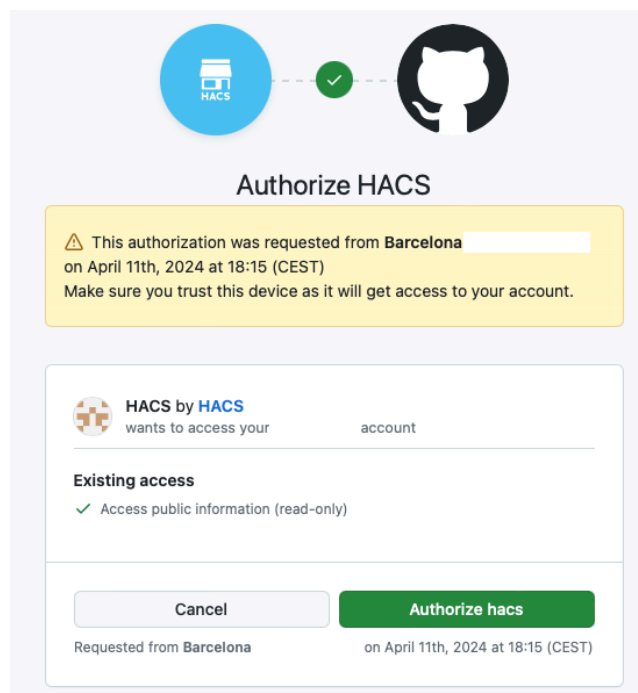 HACS
Authorize HACS
This authorization was requested from Barcelona
on April 11th, 2024 at 18:15 (CEST)
Make sure you trust this device as it will get access to your account.
HACS by HACS
wants to access your account
Existing access
Access public information (read-only)
Cancel
Authorize hacs
Requested from Barcelona on April 11th, 2024 at 18:15 (CEST)